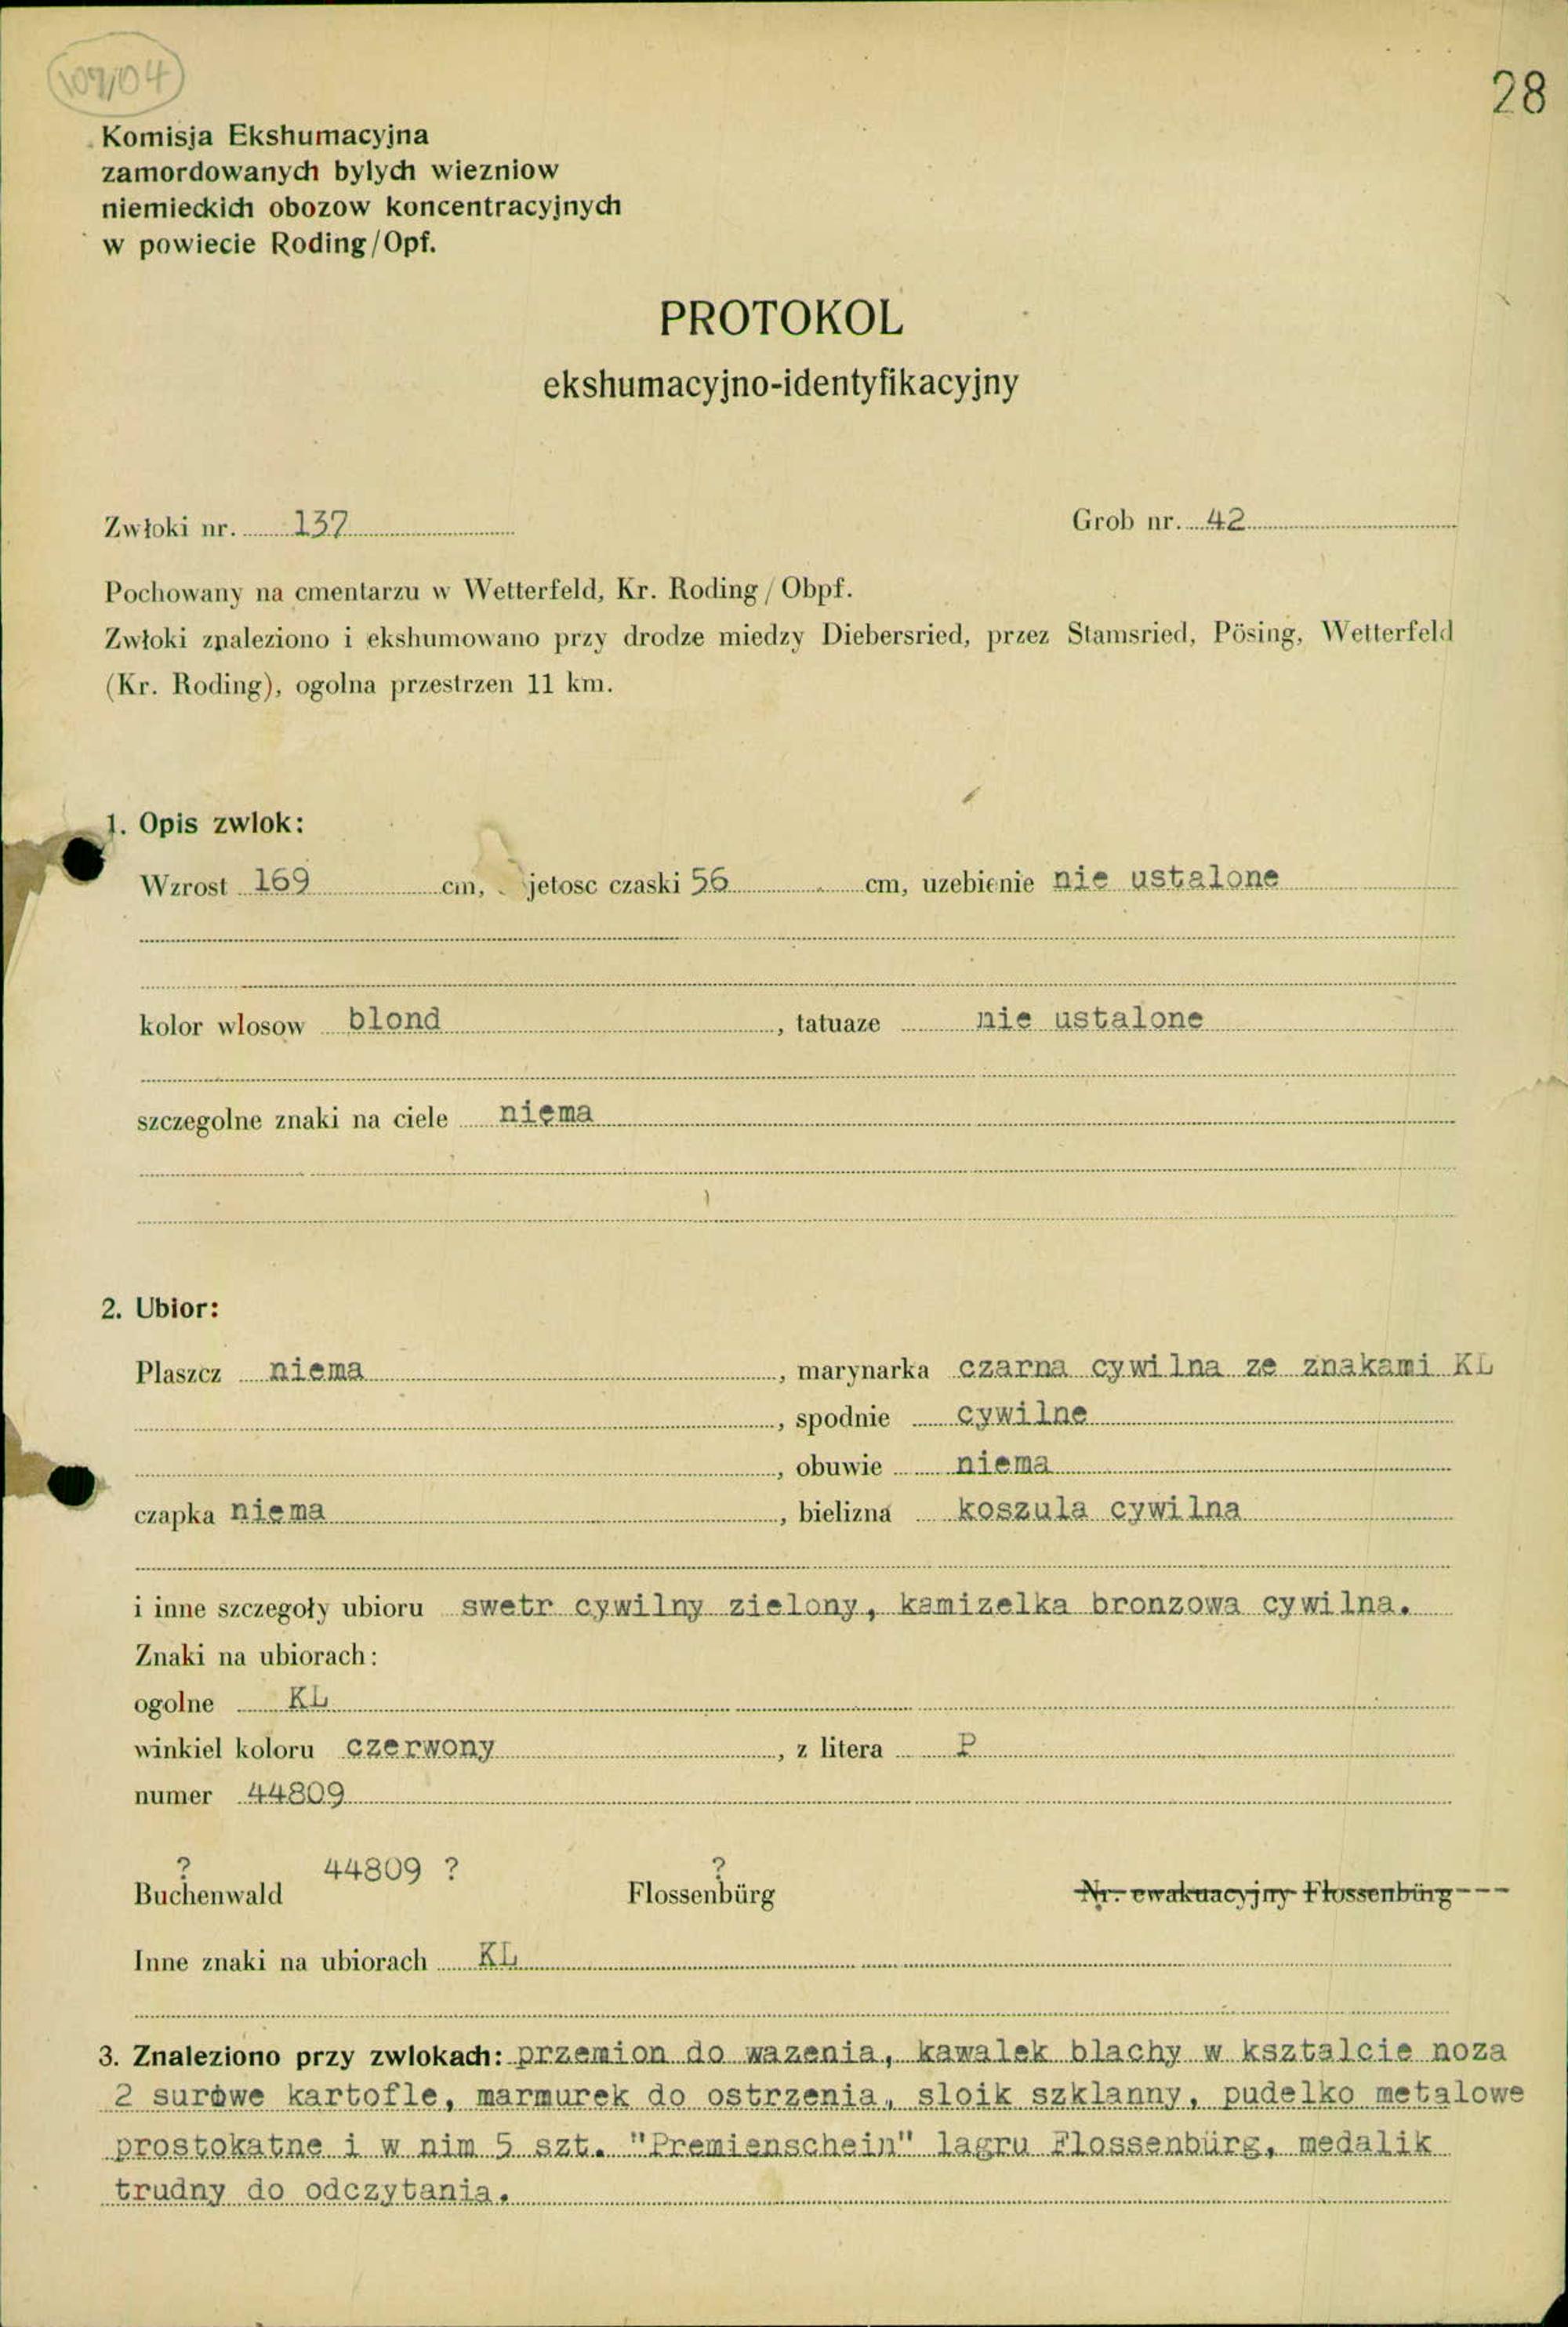 109/04
28
Komisja Ekshumacyjna
zamordowanych bylych wiezniow
niemieckich obozow koncentracyjnych
w powiecie Roding/Opf.
PROTOKOL
ekshumacyjno-identyfikacyjny
Zwłoki nr. 137 Grob nr. 42
Pochowany na cmentarzu w Wetterfeld, Kr. Roding / Obpf.
Zwłoki znaleziono i ekshumowano przy drodze miedzy Diebersried, przez Stamsried, Pösing, Wetterfeld
(Kr. Roding), ogolna przestrzen 11 km.
1. Opis zwlok:
Wzrost 169 cm, jetosc czaski 56 cm, uzebienie nie ustalone
kolor wlosow blond, tatuaze nie ustalone
szczegolne znaki na ciele niema
2. Ubior:
Plaszcz niema, marynarka czarna cywilna ze znakami KL
, spodnie cywilne
, obuwie niema
czapka niema, bielizna koszula cywilna
i inne szczegoły ubioru swetr cywilny zielony, kamizelka bronzowa cywilna.
Znaki na ubiorach:
ogolne KL
winkiel koloru czerwony, z litera P
numer 44809
? 44809 ? ?
Buchenwald Flossenbürg Nr. ewakuacyjny Flossenbürg---
Inne znaki na ubiorach KL
3. Znaleziono przy zwlokach: przemion do wazenia, kawalek blachy w ksztalcie noza
2 surowe kartofle, marmurek do ostrzenia, sloik szklanny, pudelko metalowe
prostokatne i w nim 5 szt. "Premienschein" lagru Flossenbürg, medalik
trudny do odczytania.